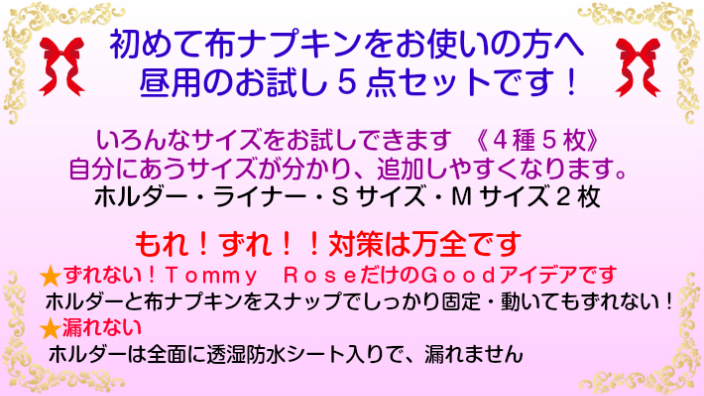 初めて布ナプキンをお使いの方へ
昼用のお試し５点セットです！
いろんなサイズをお試しできます 《４種５枚》
自分にあうサイズが分かり、追加しやすくなります。
ホルダー・ライナー・Ｓサイズ・Ｍサイズ２枚
もれ！ずれ！！対策は万全です
★ずれない！Ｔｏｍｍｙ　ＲｏｓｅだけのＧｏｏｄアイデアです
ホルダーと布ナプキンをスナップでしっかり固定・動いてもずれない！
★漏れない
ホルダーは全面に透湿防水シート入りで、漏れません